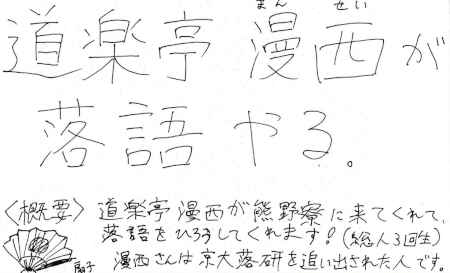 まん せい
道楽亭 漫西が
落語 やる。
〈概要〉 道楽亭 漫西が熊野寮に来てくれて、
落語をひろうしてくれます!(総人3回生)
漫西さんは京大落研を追い出された人です。
扇子